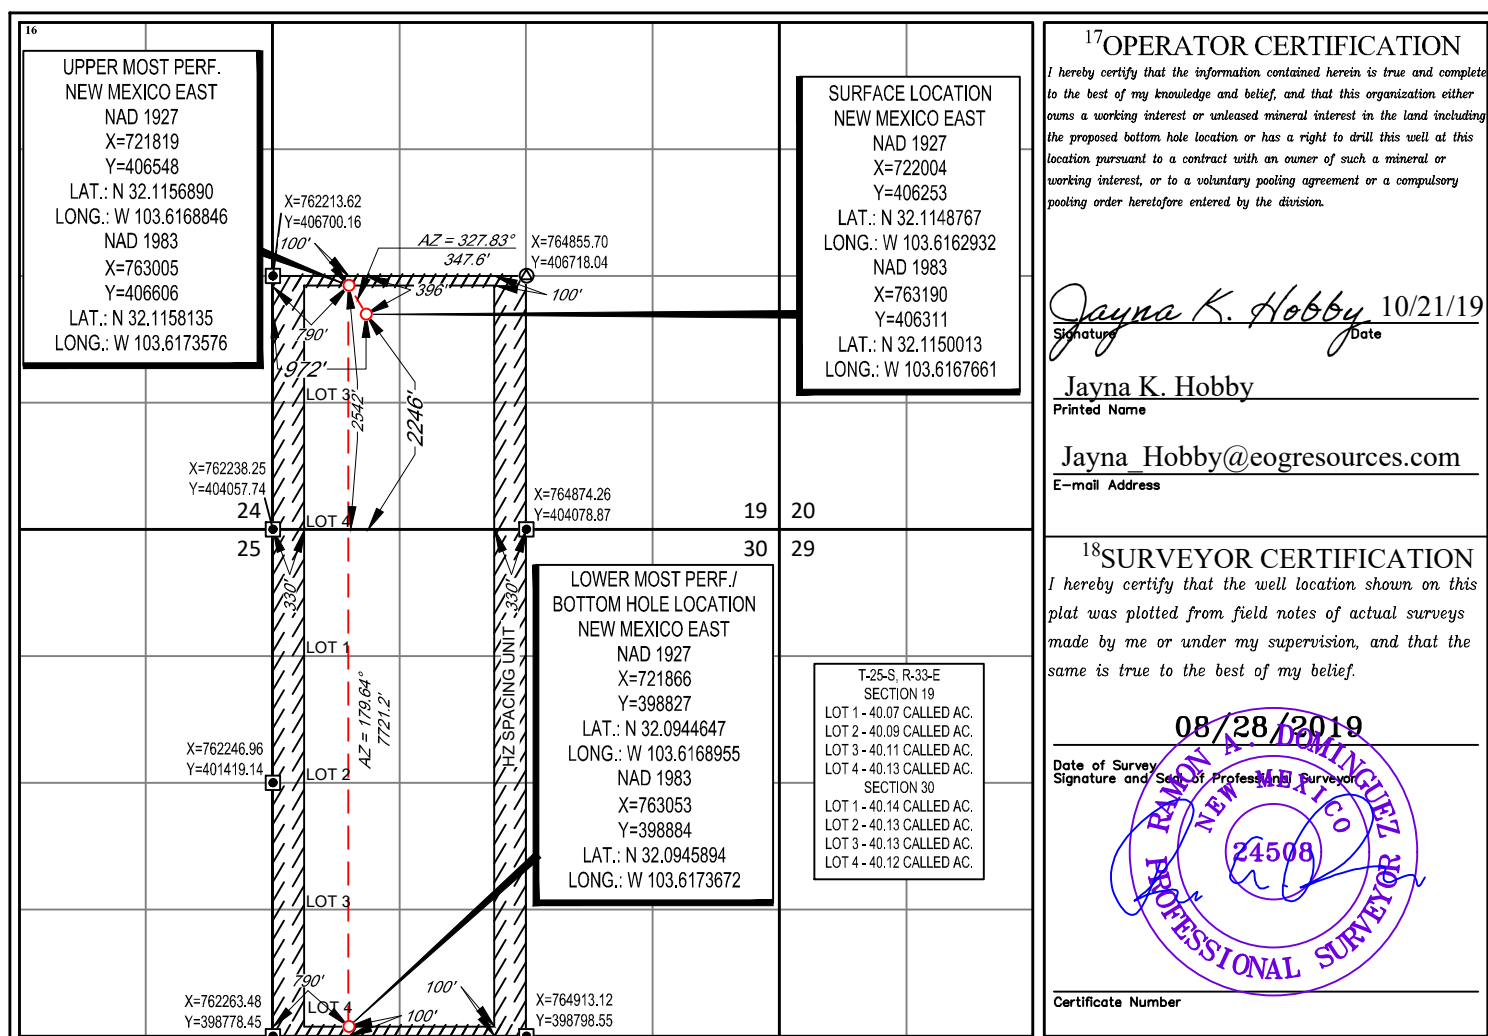 16
UPPER MOST PERF.
NEW MEXICO EAST
NAD 1927
X=721819
Y=406548
LAT.: N 32.1156890
LONG.: W 103.6168846
NAD 1983
X=763005
Y=406606
LAT.: N 32.1158135
LONG.: W 103.6173576
SURFACE LOCATION
NEW MEXICO EAST
NAD 1927
X=722004
Y=406253
LAT.: N 32.1148767
LONG.: W 103.6162932
NAD 1983
X=763190
Y=406311
LAT.: N 32.1150013
LONG.: W 103.6167661
X=762213.62
Y=406700.16
100'
AZ = 327.83°
347.6'
X=764855.70
Y=406718.04
396'
100'
790'
972'
LOT 3
2542'
2246'
X=762238.25
Y=404057.74
X=764874.26
Y=404078.87
24
LOT 4
19
20
25
30
29
330'
330'
LOT 1
HZ SPACING UNIT
AZ = 179.64°
7721.2'
LOWER MOST PERF./
BOTTOM HOLE LOCATION
NEW MEXICO EAST
NAD 1927
X=721866
Y=398827
LAT.: N 32.0944647
LONG.: W 103.6168955
NAD 1983
X=763053
Y=398884
LAT.: N 32.0945894
LONG.: W 103.6173672
T-25-S, R-33-E
SECTION 19
LOT 1 - 40.07 CALLED AC.
LOT 2 - 40.09 CALLED AC.
LOT 3 - 40.11 CALLED AC.
LOT 4 - 40.13 CALLED AC.
SECTION 30
LOT 1 - 40.14 CALLED AC.
LOT 2 - 40.13 CALLED AC.
LOT 3 - 40.13 CALLED AC.
LOT 4 - 40.12 CALLED AC.
X=762246.96
Y=401419.14
LOT 2
LOT 3
790'
100'
X=762263.48
Y=398778.45
LOT 4
100'
X=764913.12
Y=398798.55
17OPERATOR CERTIFICATION
I hereby certify that the information contained herein is true and complete
to the best of my knowledge and belief, and that this organization either
owns a working interest or unleased mineral interest in the land including
the proposed bottom hole location or has a right to drill this well at this
location pursuant to a contract with an owner of such a mineral or
working interest, or to a voluntary pooling agreement or a compulsory
pooling order heretofore entered by the division.
Jayna K. Hobby 10/21/19
Signature Date
Jayna K. Hobby
Printed Name
Jayna_Hobby@eogresources.com
E-mail Address
18SURVEYOR CERTIFICATION
I hereby certify that the well location shown on this
plat was plotted from field notes of actual surveys
made by me or under my supervision, and that the
same is true to the best of my belief.
08/28/2019
Date of Survey
Signature and Seal of Professional Surveyor
RAMON A. DOMINGUEZ
NEW MEXICO
24508
PROFESSIONAL SURVEYOR
Certificate Number